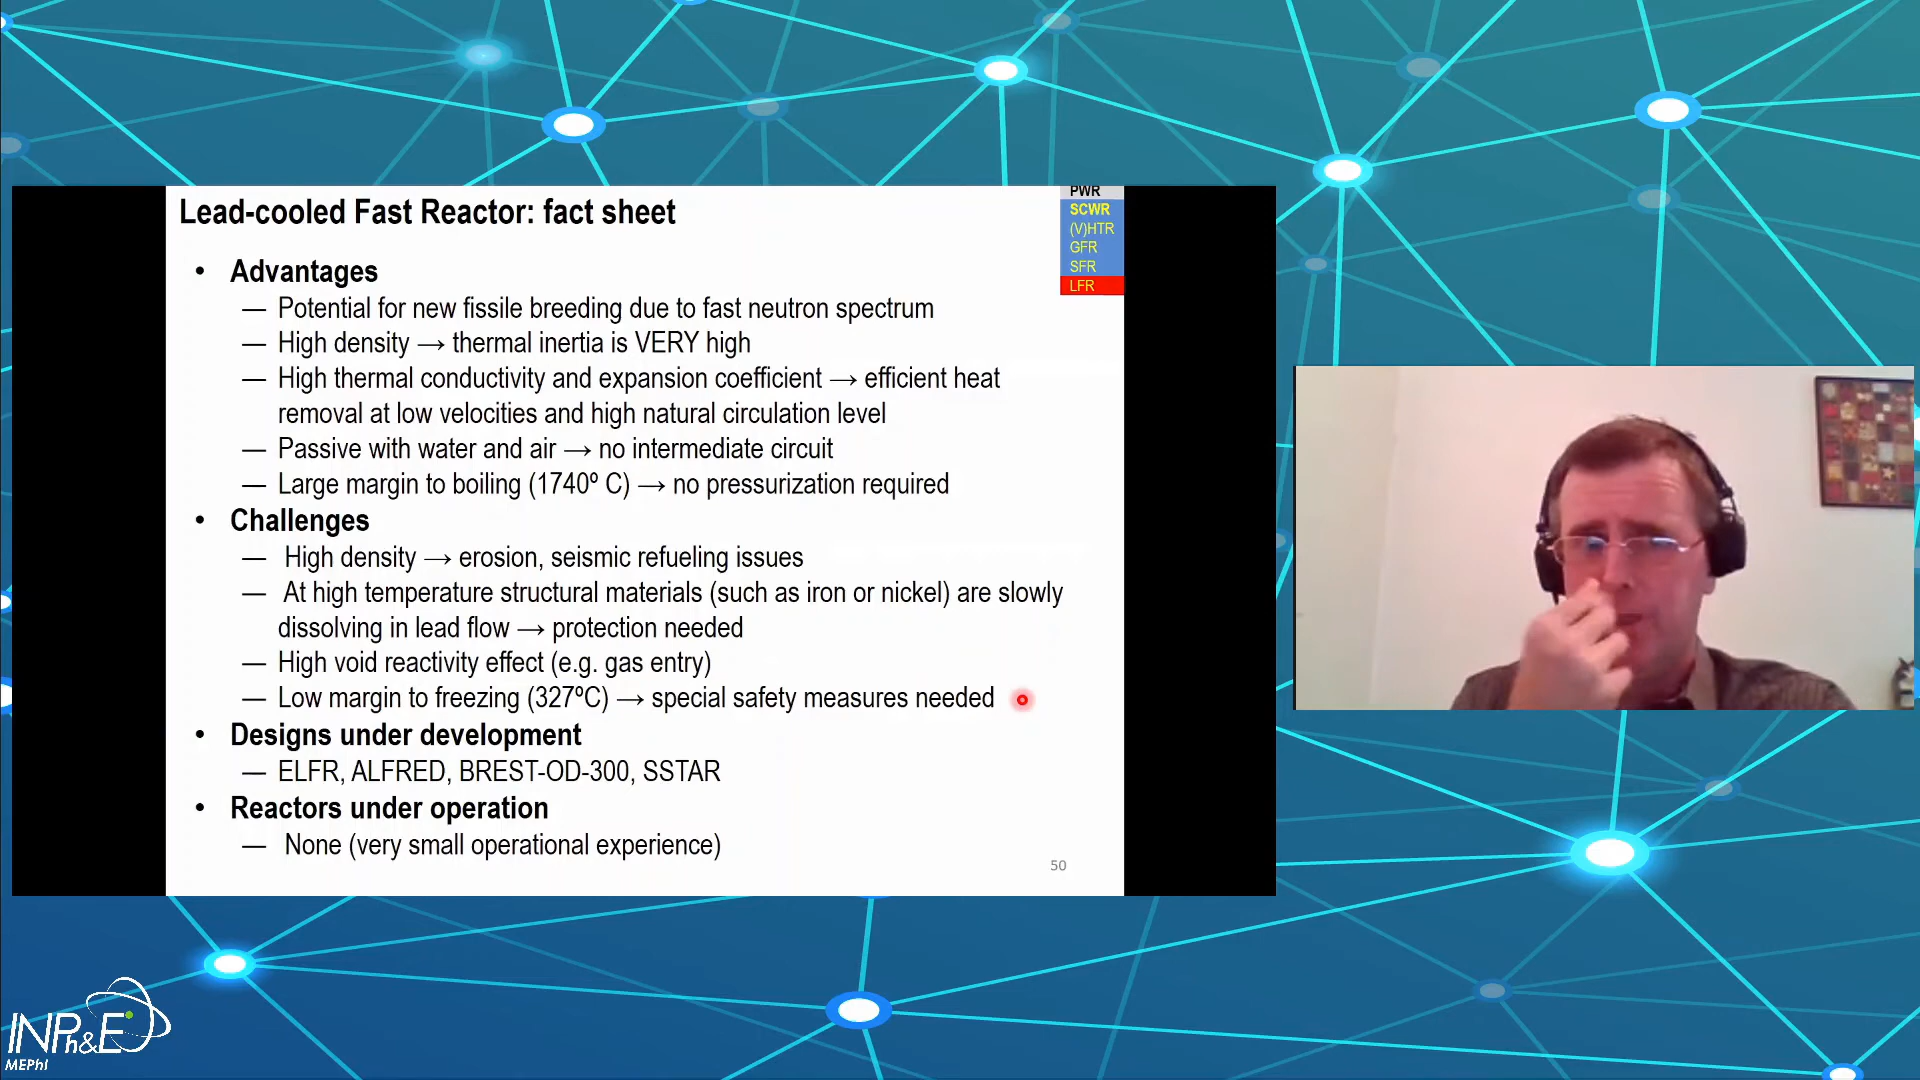 Lead-cooled Fast Reactor: fact sheet
PWR
SCWR
(V)HTR
GFR
SFR
LFR
• Advantages
— Potential for new fissile breeding due to fast neutron spectrum
— High density → thermal inertia is VERY high
— High thermal conductivity and expansion coefficient → efficient heat
removal at low velocities and high natural circulation level
— Passive with water and air → no intermediate circuit
— Large margin to boiling (1740º C) → no pressurization required
• Challenges
— High density → erosion, seismic refueling issues
— At high temperature structural materials (such as iron or nickel) are slowly
dissolving in lead flow → protection needed
— High void reactivity effect (e.g. gas entry)
— Low margin to freezing (327ºC) → special safety measures needed
• Designs under development
— ELFR, ALFRED, BREST-OD-300, SSTAR
• Reactors under operation
— None (very small operational experience)
50
INPh&E
MEPhI